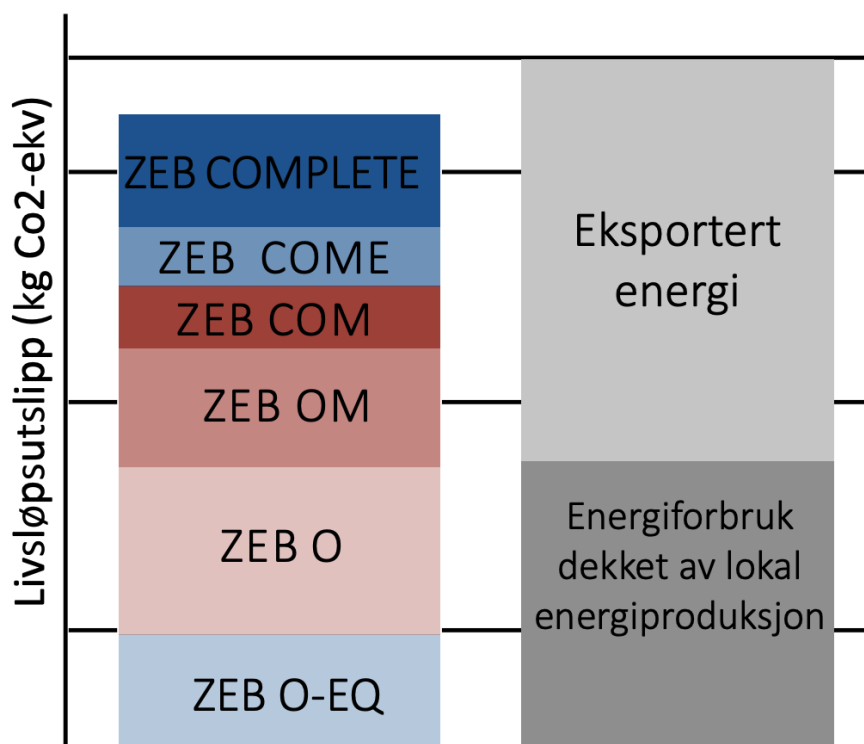 Livsløpsutslipp (kg Co2-ekv)
ZEB COMPLETE
ZEB COME
ZEB COM
ZEB OM
ZEB O
ZEB O-EQ
Eksportert
energi
Energiforbruk
dekket av lokal
energiproduksjon